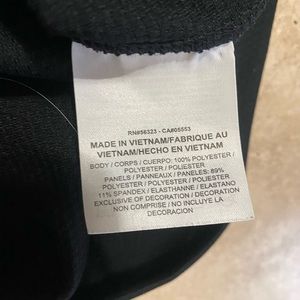 RN#56323 - CA#05553
MADE IN VIETNAM/FABRIQUE AU
VIETNAM/HECHO EN VIETNAM
BODY / CORPS / CUERPO: 100% POLYESTER /
POLYESTER / POLIESTER
PANELS / PANNEAUX / PANELES: 89%
POLYESTER / POLYESTER / POLIESTER
11% SPANDEX / ELASTHANNE / ELASTANO
EXCLUSIVE OF DECORATION / DECORATION
NON COMPRISE / NO INCLUYE LA
DECORACION